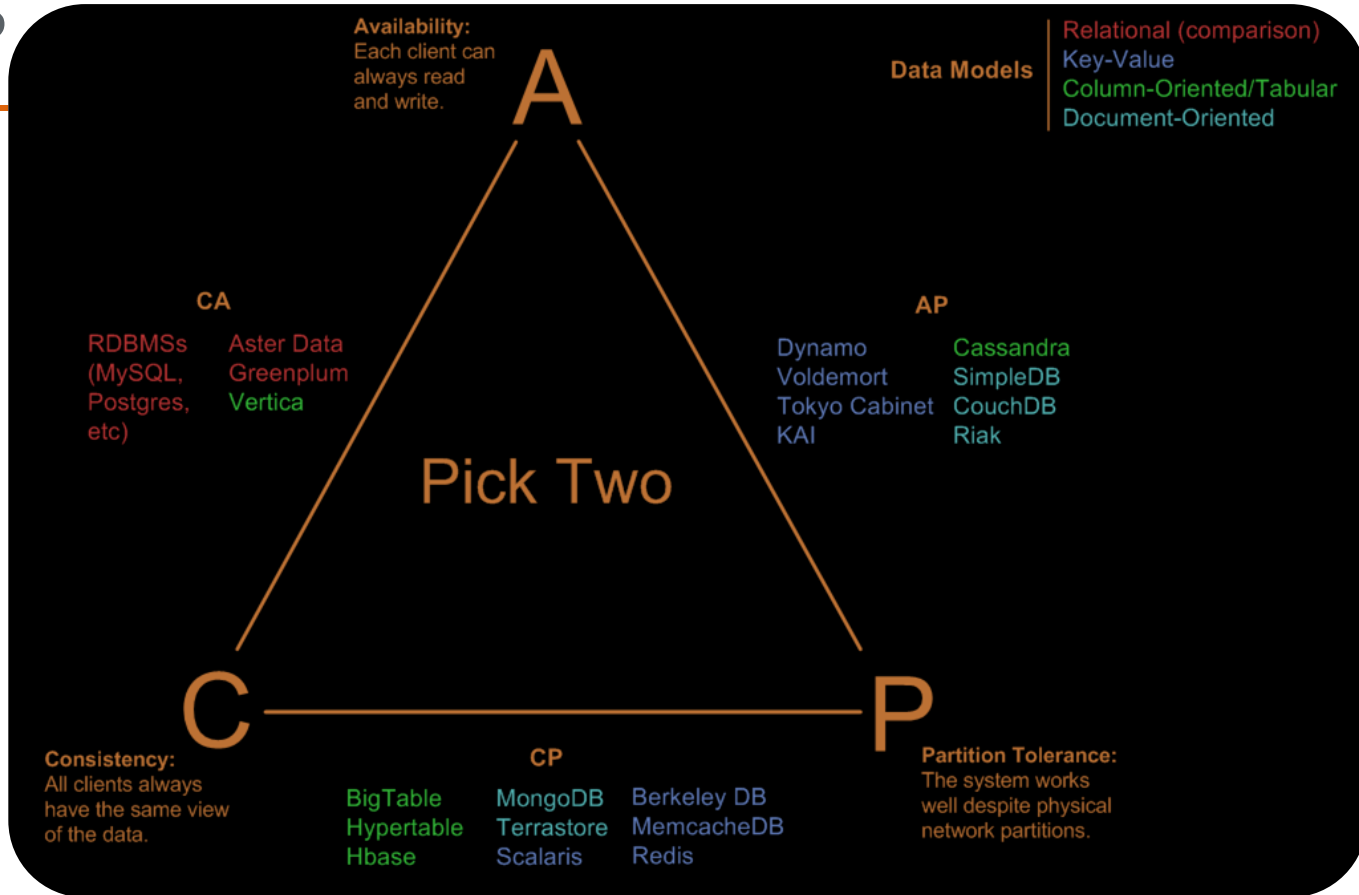 Availability:
Each client can
always read
and write.
A
Data Models
Relational (comparison)
Key-Value
Column-Oriented/Tabular
Document-Oriented
CA
RDBMSs
(MySQL,
Postgres,
etc)
Aster Data
Greenplum
Vertica
AP
Dynamo
Voldemort
Tokyo Cabinet
KAI
Cassandra
SimpleDB
CouchDB
Riak
Pick Two
C
P
Consistency:
All clients always
have the same view
of the data.
CP
BigTable
Hypertable
Hbase
MongoDB
Terrastore
Scalaris
Berkeley DB
MemcacheDB
Redis
Partition Tolerance:
The system works
well despite physical
network partitions.